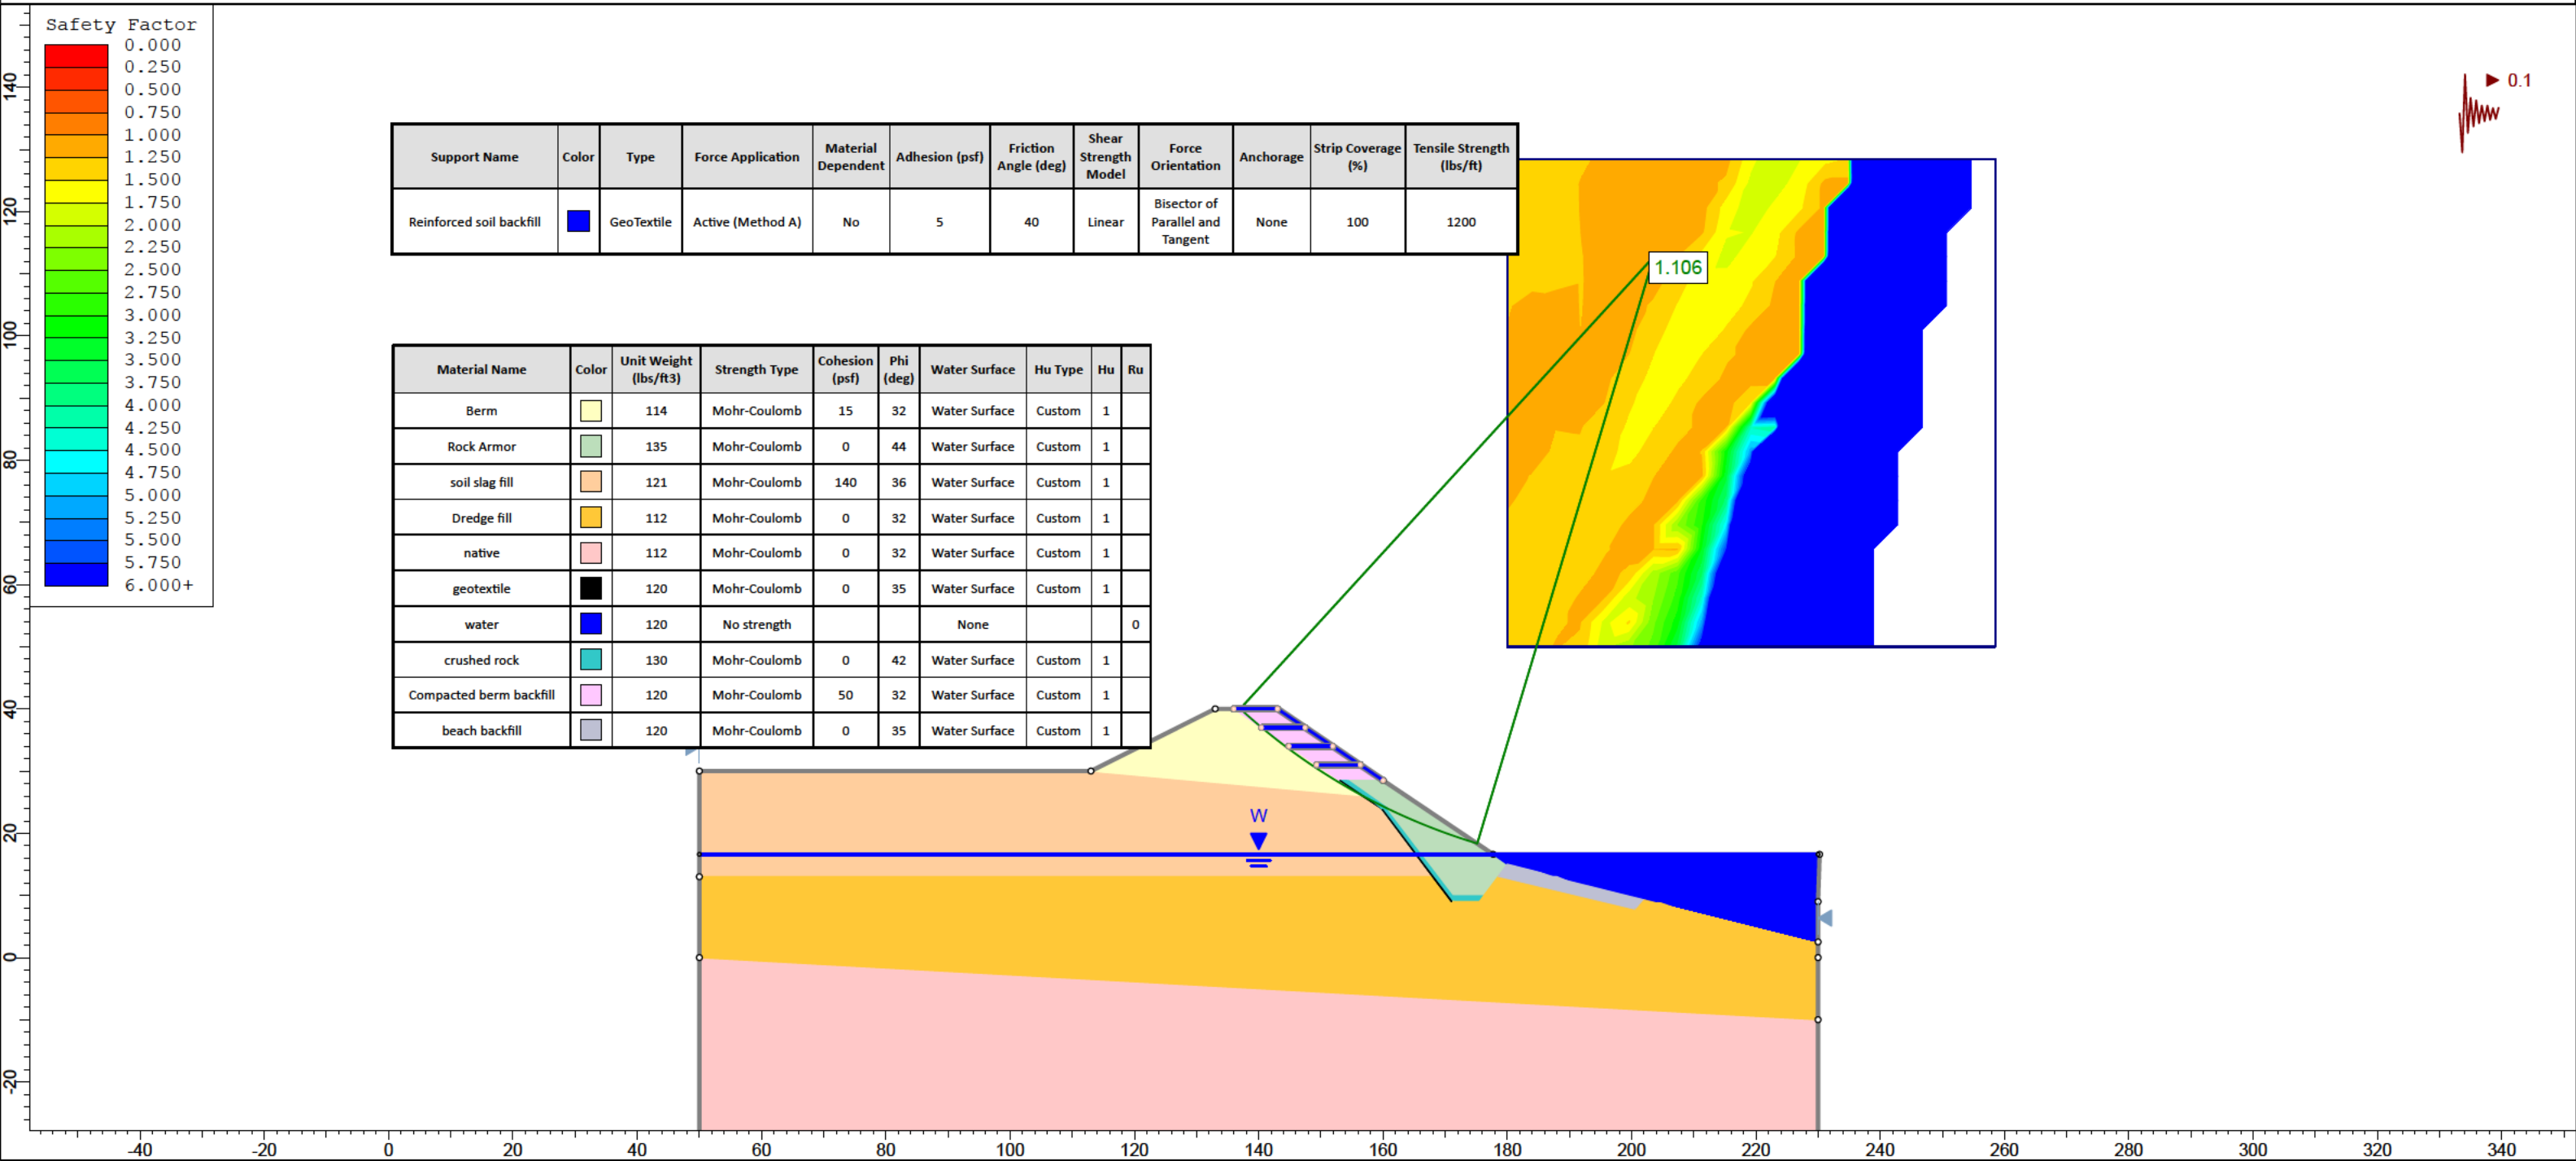 Safety Factor
0.000
0.250
0.500
0.750
1.000
1.250
1.500
1.750
2.000
2.250
2.500
2.750
3.000
3.250
3.500
3.750
4.000
4.250
4.500
4.750
5.000
5.250
5.500
5.750
6.000+
0.1
Support Name Color Type Force Application Material Dependent Adhesion (psf) Friction Angle (deg) Shear Strength Model Force Orientation Anchorage Strip Coverage (%) Tensile Strength (lbs/ft)
Reinforced soil backfill GeoTextile Active (Method A) No 5 40 Linear Bisector of Parallel and Tangent None 100 1200
1.106
Material Name Color Unit Weight (lbs/ft3) Strength Type Cohesion (psf) Phi (deg) Water Surface Hu Type Hu Ru
Berm 114 Mohr-Coulomb 15 32 Water Surface Custom 1
Rock Armor 135 Mohr-Coulomb 0 44 Water Surface Custom 1
soil slag fill 121 Mohr-Coulomb 140 36 Water Surface Custom 1
Dredge fill 112 Mohr-Coulomb 0 32 Water Surface Custom 1
native 112 Mohr-Coulomb 0 32 Water Surface Custom 1
geotextile 120 Mohr-Coulomb 0 35 Water Surface Custom 1
water 120 No strength None 0
crushed rock 130 Mohr-Coulomb 0 42 Water Surface Custom 1
Compacted berm backfill 120 Mohr-Coulomb 50 32 Water Surface Custom 1
beach backfill 120 Mohr-Coulomb 0 35 Water Surface Custom 1
W
140
120
100
80
60
40
20
0
-20
-40 -20 0 20 40 60 80 100 120 140 160 180 200 220 240 260 280 300 320 340